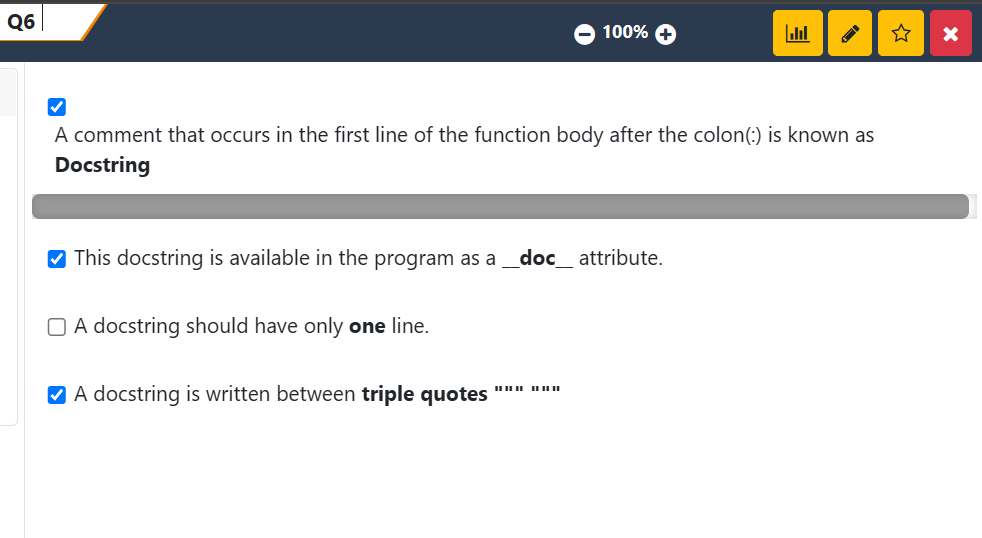 Q6
100%
A comment that occurs in the first line of the function body after the colon(:) is known as
Docstring
This docstring is available in the program as a __doc__ attribute.
A docstring should have only one line.
A docstring is written between triple quotes """ """